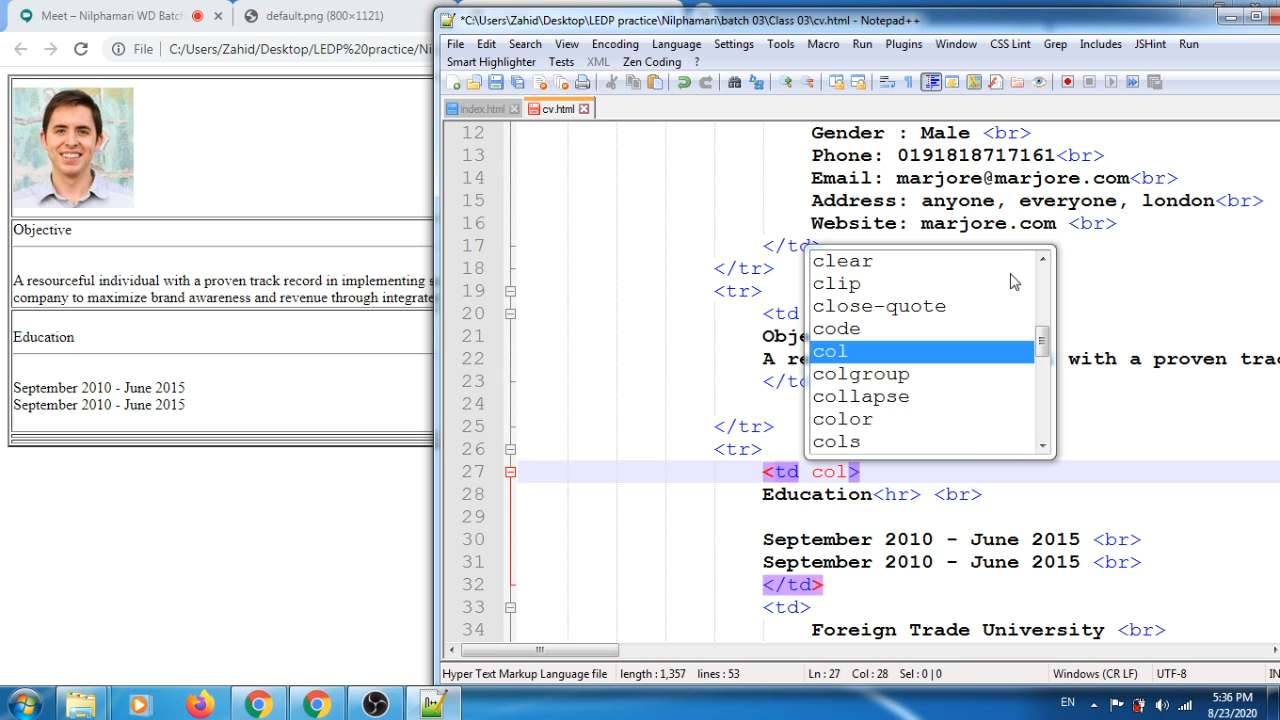 Meet – Nilphamari WD Batch
default.png (800×1121)
*C:\Users\Zahid\Desktop\LEDP practice\Nilphamari\batch 03\Class 03\cv.html - Notepad++
File C:/Users/Zahid/Desktop/LEDP%20practice/Ni
File Edit Search View Encoding Language Settings Tools Macro Run Plugins Window CSS Lint Grep Includes JSHint Run
Smart Highlighter Tests XML Zen Coding ?
index.html cv.html
Objective
A resourceful individual with a proven track record in implementing s
company to maximize brand awareness and revenue through integrate
Education
September 2010 - June 2015
September 2010 - June 2015
12 Gender : Male <br>
13 Phone: 0191818717161<br>
14 Email: marjore@marjore.com<br>
15 Address: anyone, everyone, london<br>
16 Website: marjore.com <br>
17 </td>
18 </tr>
19 <tr>
20 <td
21 Obje
22 A re with a proven trac
23 </td
24
25 </tr>
26 <tr>
27 <td col>
28 Education<hr> <br>
29
30 September 2010 - June 2015 <br>
31 September 2010 - June 2015 <br>
32 </td>
33 <td>
34 Foreign Trade University <br>
clear
clip
close-quote
code
col
colgroup
collapse
color
cols
Hyper Text Markup Language file length : 1,357 lines : 53 Ln : 27 Col : 28 Sel : 0 | 0 Windows (CR LF) UTF-8 IN
EN
5:36 PM
8/23/2020